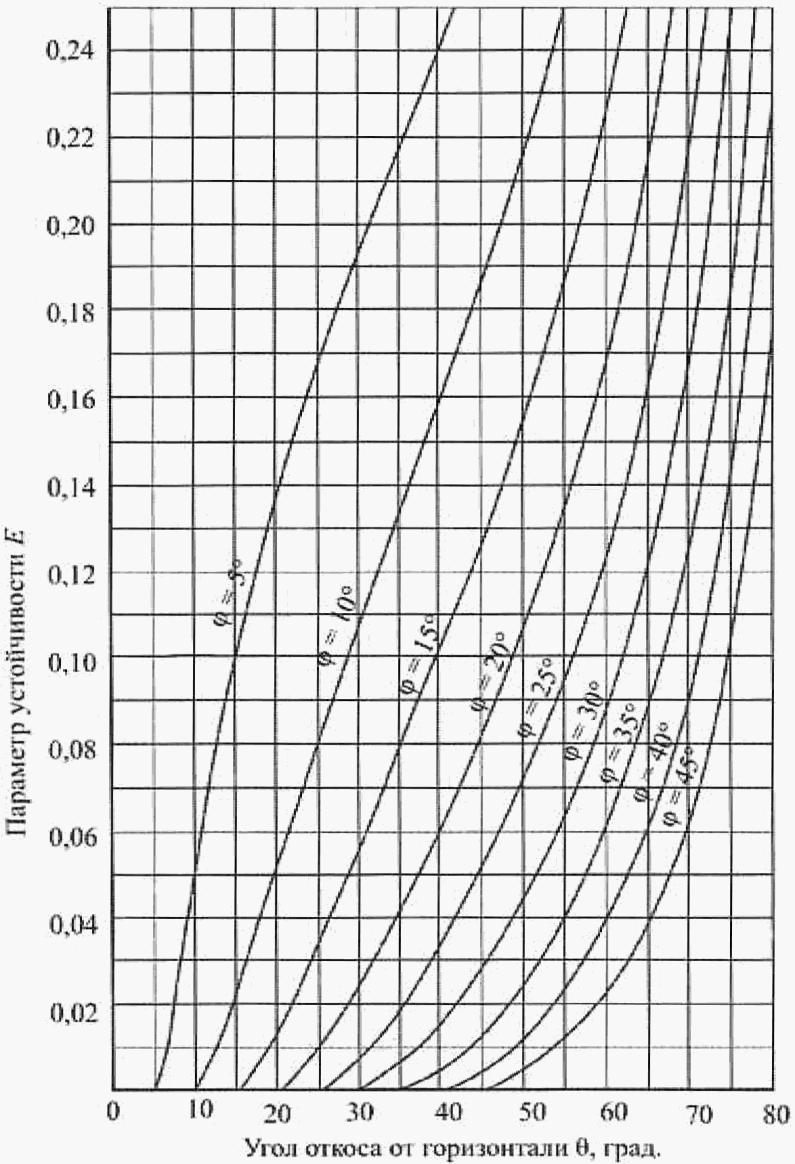 0,24
0,22
0,20
0,18
0,16
0,14
0,12
0,10
0,08
0,06
0,04
0,02
Параметр устойчивости E
φ = 5°
φ = 10°
φ = 15°
φ = 20°
φ = 25°
φ = 30°
φ = 35°
φ = 40°
φ = 45°
0 10 20 30 40 50 60 70 80
Угол откоса от горизонтали θ, град.